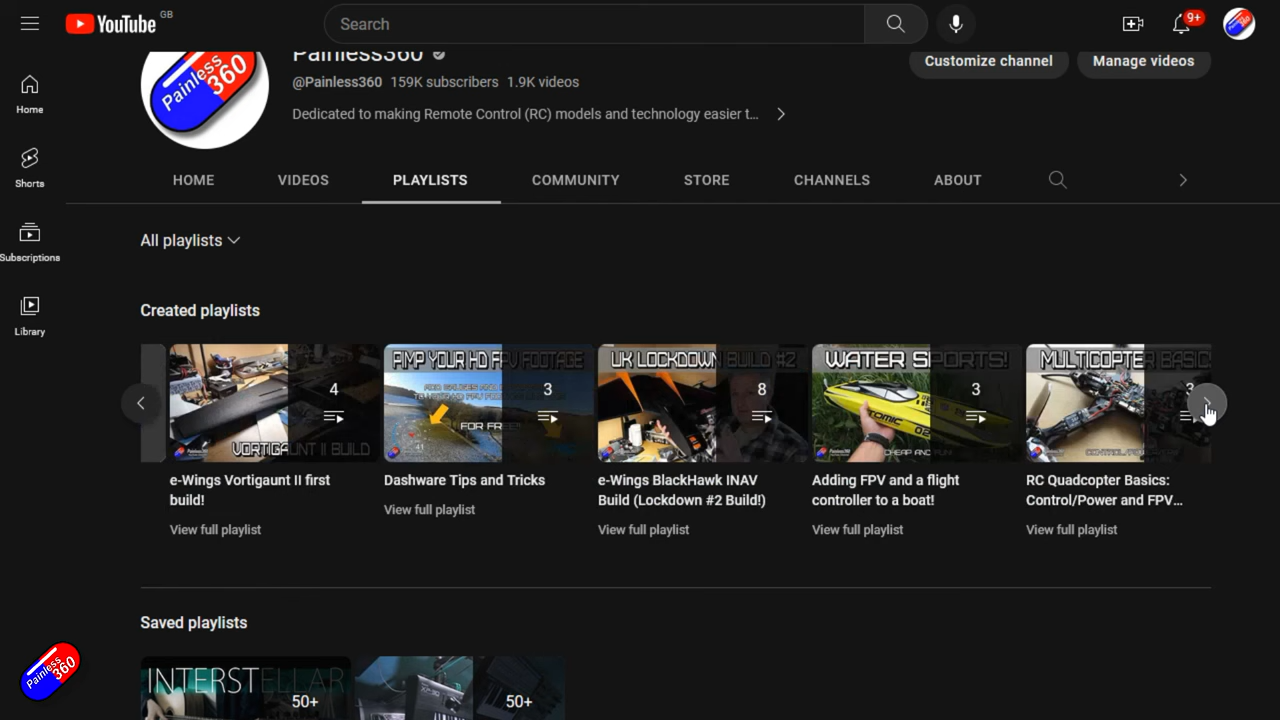 YouTube GB
Search
9+
Home
Shorts
Subscriptions
Library
Painless360
Painless360
@Painless360 159K subscribers 1.9K videos
Dedicated to making Remote Control (RC) models and technology easier t...
Customize channel
Manage videos
HOME VIDEOS PLAYLISTS COMMUNITY STORE CHANNELS ABOUT
All playlists
Created playlists
VORTIGAUNT II BUILD
4
PIMP YOUR HD FPV FOOTAGE
FOR FREE
3
UK LOCKDOWN BUILD #2
8
WATER SPORTS!
ATOMIC
CHEAP AND FUN!
3
MULTICOPTER BASICS
3
e-Wings Vortigaunt II first
build!
View full playlist
Dashware Tips and Tricks
View full playlist
e-Wings BlackHawk INAV
Build (Lockdown #2 Build!)
View full playlist
Adding FPV and a flight
controller to a boat!
View full playlist
RC Quadcopter Basics:
Control/Power and FPV...
View full playlist
Saved playlists
INTERSTELLAR
50+
50+
Painless 360